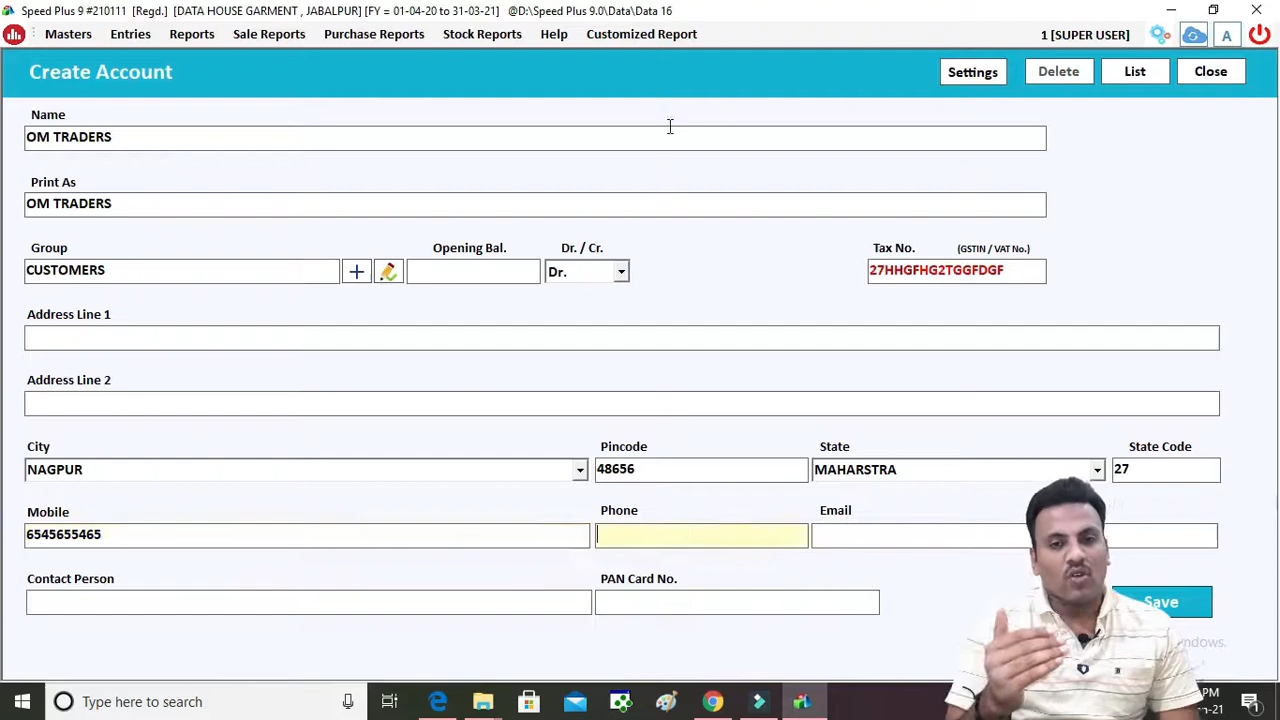 Speed Plus 9 #210111 [Regd.] [DATA HOUSE GARMENT , JABALPUR] [FY = 01-04-20 to 31-03-21] @D:\Speed Plus 9.0\Data\Data 16
Masters Entries Reports Sale Reports Purchase Reports Stock Reports Help Customized Report 1 [SUPER USER] A
Create Account Settings Delete List Close
Name
OM TRADERS
Print As
OM TRADERS
Group Opening Bal. Dr. / Cr. Tax No. (GSTIN / VAT No.)
CUSTOMERS Dr. 27HHGFHG2TGGFDGF
Address Line 1
Address Line 2
City Pincode State State Code
NAGPUR 48656 MAHARSTRA 27
Mobile Phone Email
6545655465
Contact Person PAN Card No.
Save
Type here to search